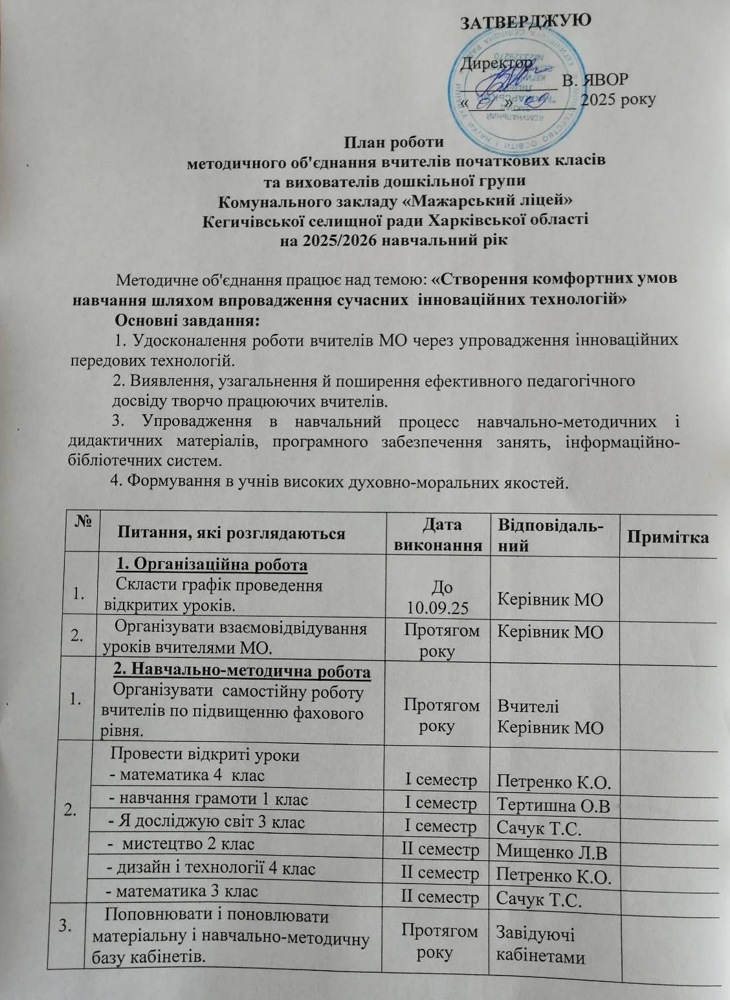 ЗАТВЕРДЖУЮ
Директор
В. ЯВОР
« 01 » 09 2025 року
План роботи
методичного об'єднання вчителів початкових класів
та вихователів дошкільної групи
Комунального закладу «Мажарський ліцей»
Кегичівської селищної ради Харківської області
на 2025/2026 навчальний рік
Методичне об'єднання працює над темою: «Створення комфортних умов
навчання шляхом впровадження сучасних інноваційних технологій»
Основні завдання:
1. Удосконалення роботи вчителів МО через упровадження інноваційних
передових технологій.
2. Виявлення, узагальнення й поширення ефективного педагогічного
досвіду творчо працюючих вчителів.
3. Упровадження в навчальний процесс навчально-методичних і
дидактичних матеріалів, програмного забезпечення занять, інформаційно-
бібліотечних систем.
4. Формування в учнів високих духовно-моральних якостей.
№ Питання, які розглядаються Дата виконання Відповідаль-ний Примітка
1. Організаційна робота
1. Скласти графік проведення До
відкритих уроків. 10.09.25 Керівник МО
2. Організувати взаємовідвідування Протягом Керівник МО
уроків вчителями МО. року
2. Навчально-методична робота
1. Організувати самостійну роботу
вчителів по підвищенню фахового Протягом Вчителі
рівня. року Керівник МО
2. Провести відкриті уроки
- математика 4 клас І семестр Петренко К.О.
- навчання грамоти 1 клас І семестр Тертишна О.В
- Я досліджую світ 3 клас І семестр Сачук Т.С.
- мистецтво 2 клас ІІ семестр Мищенко Л.В
- дизайн і технології 4 клас ІІ семестр Петренко К.О.
- математика 3 клас ІІ семестр Сачук Т.С.
3. Поповнювати і поновлювати
матеріальну і навчально-методичну Протягом Завідуючі
базу кабінетів. року кабінетами